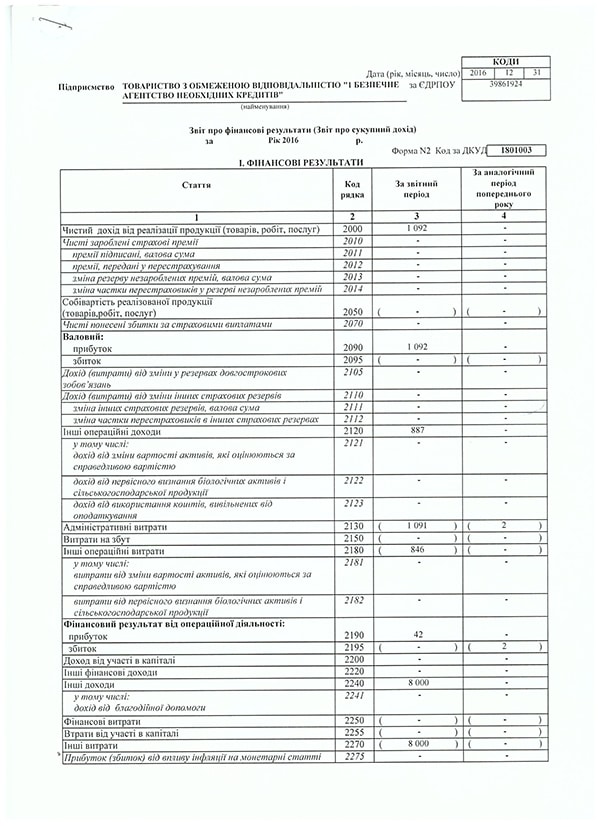 КОДИ
Дата (рік, місяць, число) 2016 12 31
Підприємство ТОВАРИСТВО З ОБМЕЖЕНОЮ ВІДПОВІДАЛЬНІСТЮ "1 БЕЗПЕЧНЕ за ЄДРПОУ 39861924
АГЕНТСТВО НЕОБХІДНИХ КРЕДИТІВ"
(найменування)
Звіт про фінансові результати (Звіт про сукупний дохід)
за Рік 2016 р.
Форма N2 Код за ДКУД 1801003
І. ФІНАНСОВІ РЕЗУЛЬТАТИ
Стаття Код рядка За звітний період За аналогічний період попереднього року
1 2 3 4
Чистий дохід від реалізації продукції (товарів, робіт, послуг) 2000 1 092 -
Чисті зароблені страхові премії 2010 - -
премії підписані, валова сума 2011 - -
премії, передані у перестрахування 2012 - -
зміна резерву незароблених премій, валова сума 2013 - -
зміна частки перестраховиків у резерві незароблених премій 2014 - -
Собівартість реалізованої продукції
(товарів,робіт, послуг) 2050 ( - ) ( - )
Чисті понесені збитки за страховими виплатами 2070 - -
Валовий:
прибуток 2090 1 092 -
збиток 2095 ( - ) ( - )
Дохід (витрати) від зміни у резервах довгострокових 2105 - -
зобов'язань
Дохід (витрати) від зміни інших страхових резервів 2110 - -
зміна інших страхових резервів, валова сума 2111 - -
зміна частки перестраховиків в інших страхових резервах 2112 - -
Інші операційні доходи 2120 887 -
у тому числі: 2121 - -
дохід від зміни вартості активів, які оцінюються за
справедливою вартістю
дохід від первісного визнання біологічних активів і 2122 - -
сільськогосподарської продукції
дохід від використання коштів, вивільнених від 2123 - -
оподаткування
Адміністративні витрати 2130 ( 1 091 ) ( 2 )
Витрати на збут 2150 ( - ) ( - )
Інші операційні витрати 2180 ( 846 ) ( - )
у тому числі: 2181 - -
витрати від зміни вартості активів, які оцінюються за
справедливою вартістю
витрати від первісного визнання біологічних активів і 2182 - -
сільськогосподарської продукції
Фінансовий результат від операційної діяльності:
прибуток 2190 42 -
збиток 2195 ( - ) ( 2 )
Доход від участі в капіталі 2200 - -
Інші фінансові доходи 2220 - -
Інші доходи 2240 8 000 -
у тому числі: 2241 - -
дохід від благодійної допомоги
Фінансові витрати 2250 ( - ) ( - )
Втрати від участі в капіталі 2255 ( - ) ( - )
Інші витрати 2270 ( 8 000 ) ( - )
Прибуток (збиток) від впливу інфляції на монетарні статті 2275 - -